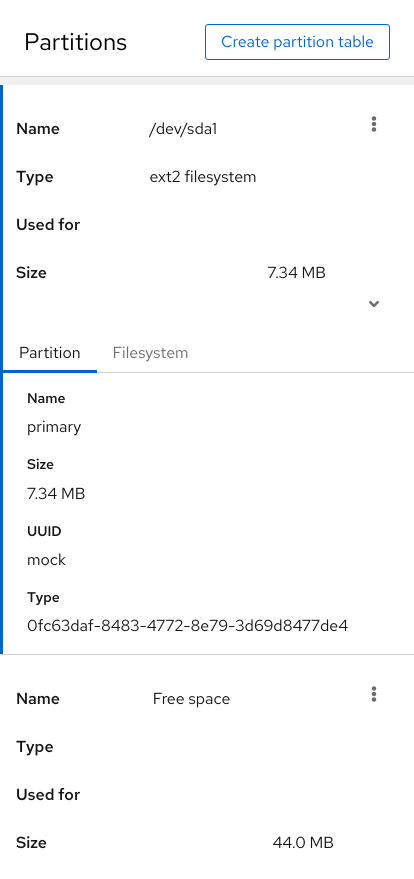 Partitions Create partition table
Name /dev/sda1
Type ext2 filesystem
Used for
Size 7.34 MB
Partition Filesystem
Name
primary
Size
7.34 MB
UUID
mock
Type
0fc63daf-8483-4772-8e79-3d69d8477de4
Name Free space
Type
Used for
Size 44.0 MB